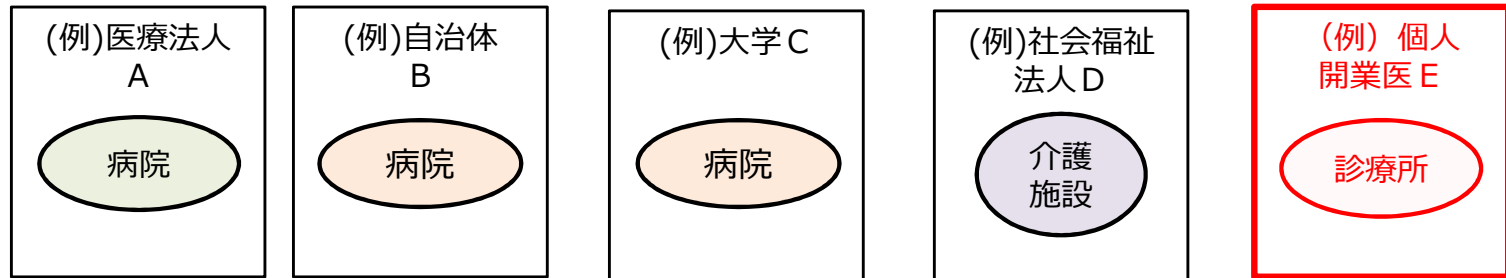 (例)医療法人
A
病院
(例)自治体
B
病院
(例)大学C
病院
(例)社会福祉
法人D
介護
施設
（例）個人
開業医E
診療所